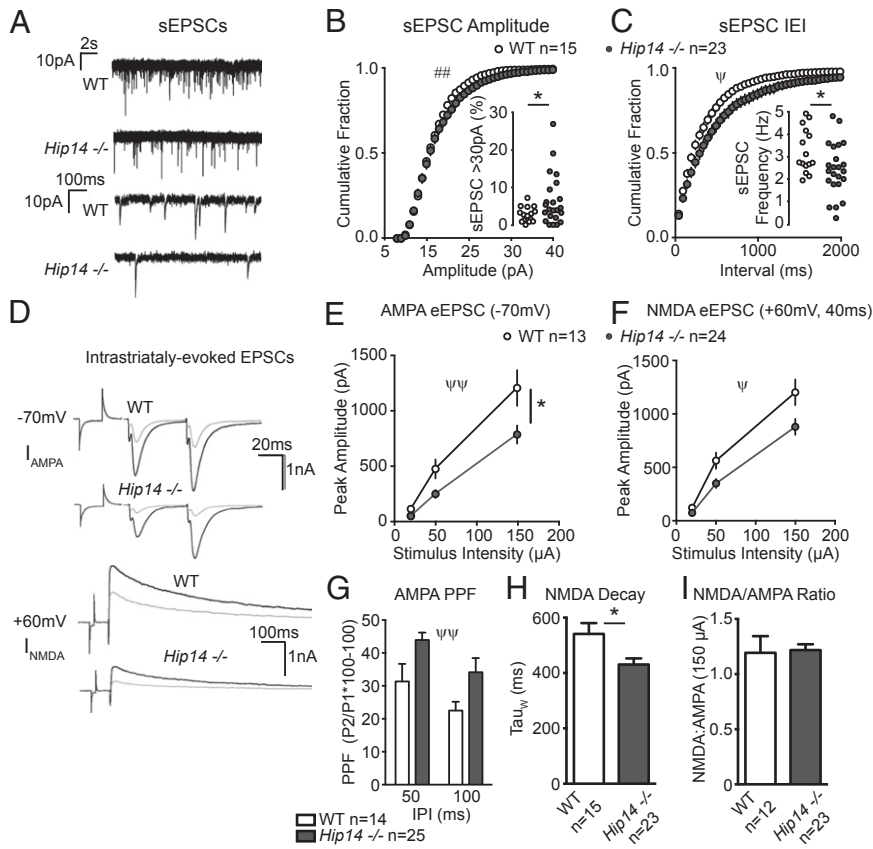 A
sEPSCs
10pA
2s
WT
Hip14 -/-
100ms
10pA
WT
Hip14 -/-
B
sEPSC Amplitude
WT n=15
Hip14 -/- n=23
##
Cumulative Fraction
1.0
0.5
0.0
5
15
25
35
40
Amplitude (pA)
sEPSC >30pA (%)
30
20
10
0
*
C
sEPSC IEI
ψ
Cumulative Fraction
1.0
0.5
0.0
0
1000
2000
Interval (ms)
sEPSC
Frequency (Hz)
5
4
3
2
1
0
*
D
Intrastriataly-evoked EPSCs
-70mV
WT
I AMPA
20ms
1nA
Hip14 -/-
WT
+60mV
I NMDA
Hip14 -/-
100ms
1nA
E
AMPA eEPSC (-70mV)
WT n=13
Hip14 -/- n=24
ψψ
*
Peak Amplitude (pA)
1500
1000
500
0
0 50 100 150 200
Stimulus Intensity (µA)
F
NMDA eEPSC (+60mV, 40ms)
ψ
Peak Amplitude (pA)
1500
1000
500
0
0 50 100 150 200
Stimulus Intensity (µA)
G
AMPA PPF
ψψ
PPF (P2/P1*100-100)
50
40
30
20
10
0
50 100
IPI (ms)
WT n=14
Hip14 -/- n=25
H
NMDA Decay
*
Tauw (ms)
600
400
200
0
WT
n=15
Hip14 -/-
n=23
I
NMDA/AMPA Ratio
NMDA:AMPA (150 µA)
1.5
1.0
0.5
0.0
WT
n=12
Hip14 -/-
n=23